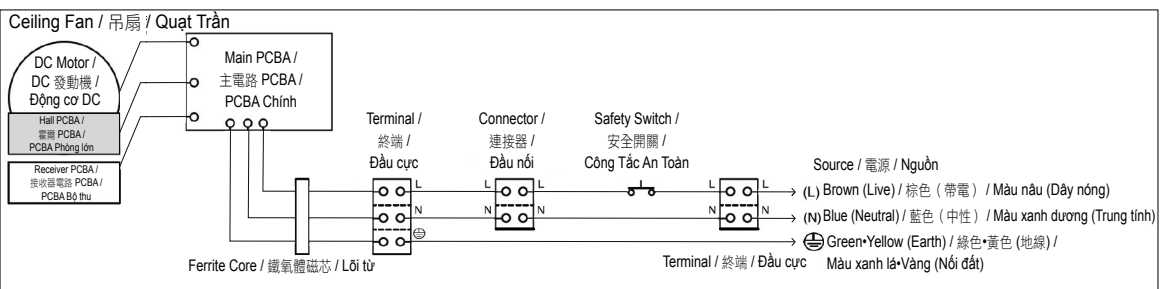 Ceiling Fan / 吊扇 / Quạt Trần
DC Motor /
DC 發動機 /
Động cơ DC
Hall PCBA /
霍爾 PCBA /
PCBA Phòng lớn
Receiver PCBA /
接收器電路 PCBA /
PCBA Bộ thu
Main PCBA /
主電路 PCBA /
PCBA Chính
Terminal /
終端 /
Đầu cực
Connector /
連接器 /
Đầu nối
Safety Switch /
安全開關 /
Công Tắc An Toàn
Source / 電源 / Nguồn
L L L L L
(L) Brown (Live) / 棕色（帶電） / Màu nâu (Dây nóng)
N N N N N
(N) Blue (Neutral) / 藍色（中性） / Màu xanh dương (Trung tính)
Green•Yellow (Earth) / 綠色•黃色 (地線) /
Màu xanh lá•Vàng (Nối đất)
Ferrite Core / 鐵氧體磁芯 / Lõi từ
Terminal / 終端 / Đầu cực